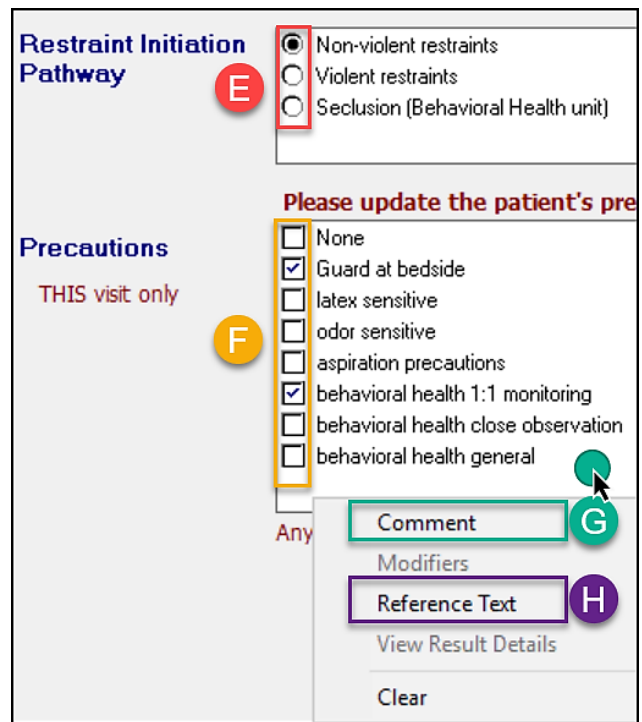 Restraint Initiation
Pathway
E
Non-violent restraints
Violent restraints
Seclusion (Behavioral Health unit)
Please update the patient's pre
Precautions
THIS visit only
F
None
Guard at bedside
latex sensitive
odor sensitive
aspiration precautions
behavioral health 1:1 monitoring
behavioral health close observation
behavioral health general
Any
Comment
G
Modifiers
Reference Text
H
View Result Details
Clear